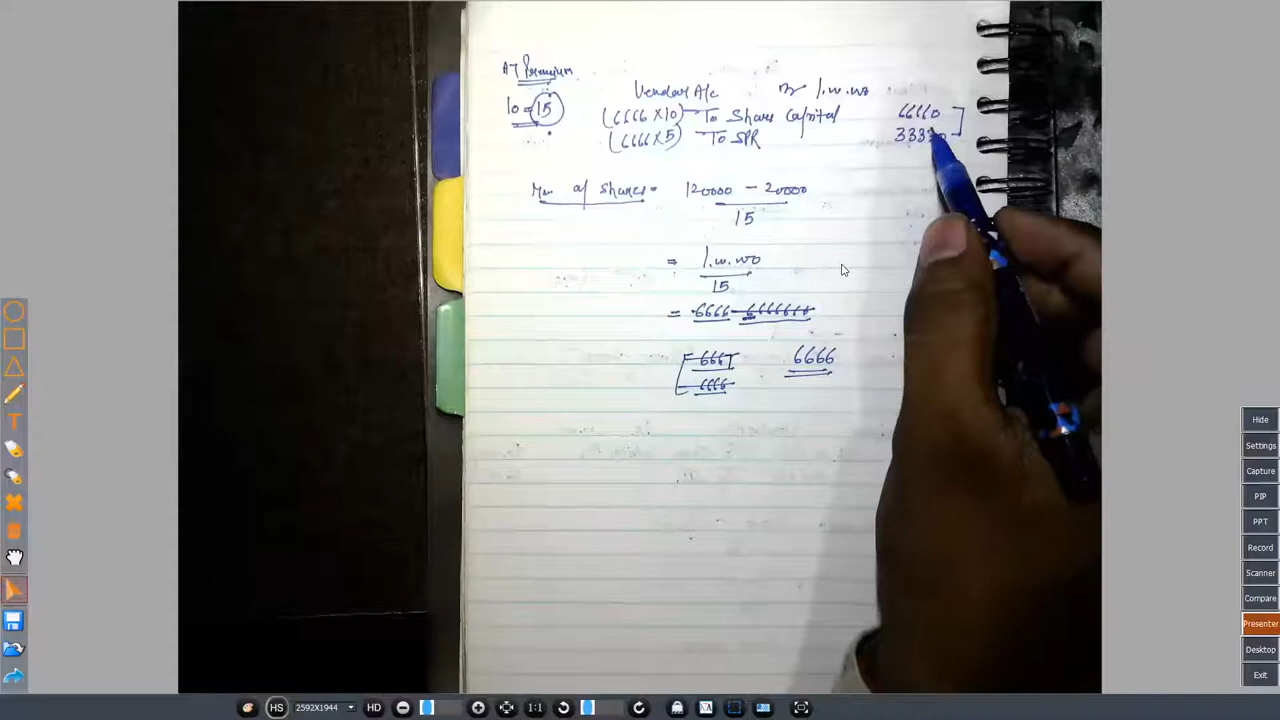 At Premium
10 = 15
Vendor A/c Dr 1,00,000
(6666 X 10) To Share Capital 66660
(6666 X 5) To SPR
No. of Shares = 120000 - 20000
15
= 1,00,000
15
= 6666
6667
6666
6666
Hide
Settings
Capture
PIP
PPT
Record
Scanner
Compare
Presenter
Desktop
Exit
HS
2592X1944
HD
1:1